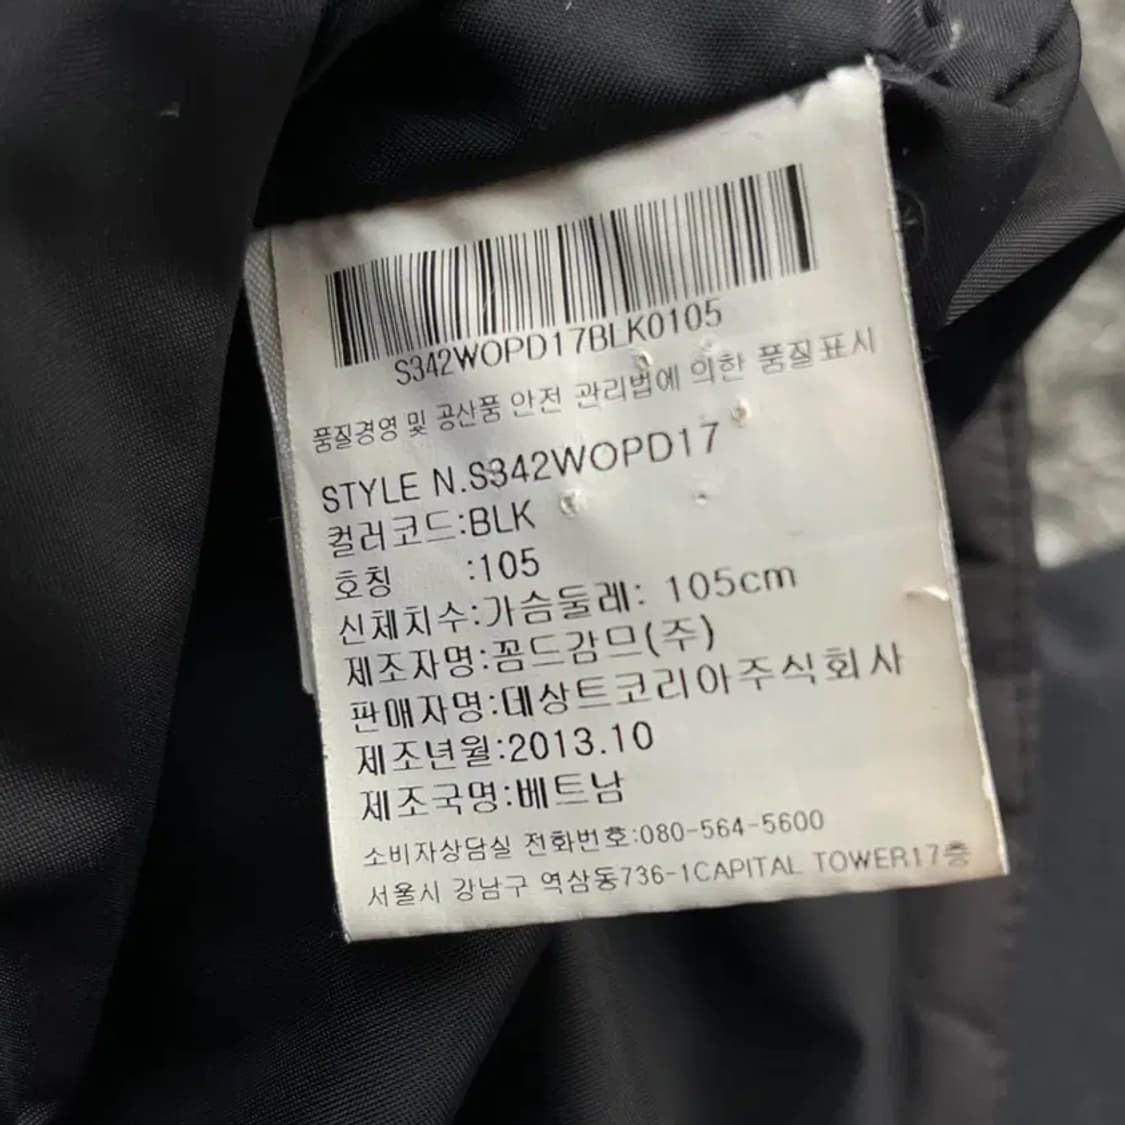 S342WOPD17BLK0105
품질경영 및 공산품 안전 관리법에 의한 품질표시
STYLE N.S342WOPD17
컬러코드:BLK
호칭 :105
신체치수:가슴둘레: 105cm
제조자명:꼼드감므(주)
판매자명:데상트코리아주식회사
제조년월:2013.10
제조국명:베트남
소비자상담실 전화번호:080-564-5600
서울시 강남구 역삼동736-1CAPITAL TOWER17층